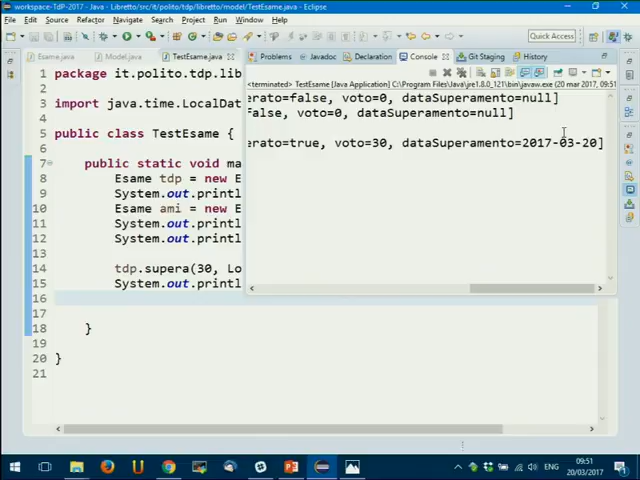 workspace-TdP-2017 - Java - Libretto/src/it/polito/tdp/libretto/model/TestEsame.java - Eclipse
File Edit Source Refactor Navigate Search Project Run Window Help
Quick Access
Esame.java Model.java TestEsame.java
Problems Javadoc Declaration Console Git Staging History
<terminated> TestEsame [Java Application] C:\Program Files\Java\jre1.8.0_121\bin\javaw.exe (20 mar 2017, 09:51
erato=false, voto=0, dataSuperamento=null]
false, voto=0, dataSuperamento=null]
erato=true, voto=30, dataSuperamento=2017-03-20]
1 package it.polito.tdp.lib
2
3 import java.time.LocalDat
4
5 public class TestEsame {
6
7 public static void ma
8 Esame tdp = new E
9 System.out.println
10 Esame ami = new E
11 System.out.println
12 System.out.println
13
14 tdp.supera(30, Lo
15 System.out.println
16
17
18 }
19
20 }
21
09:51
20/03/2017